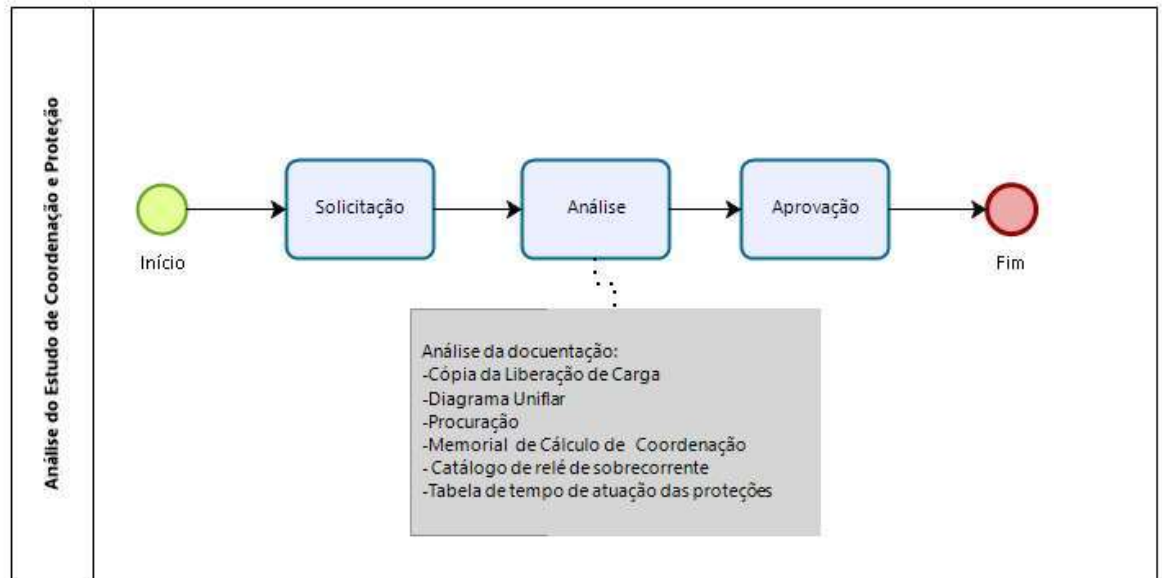 Análise do Estudo de Coordenação e Proteção
Solicitação
Análise
Aprovação
Início
Fim
Análise da docuentação:
-Cópia da Liberação de Carga
-Diagrama Uniflar
-Procuração
-Memorial de Cálculo de Coordenação
- Catálogo de relé de sobrecorrente
-Tabela de tempo de atuação das proteções